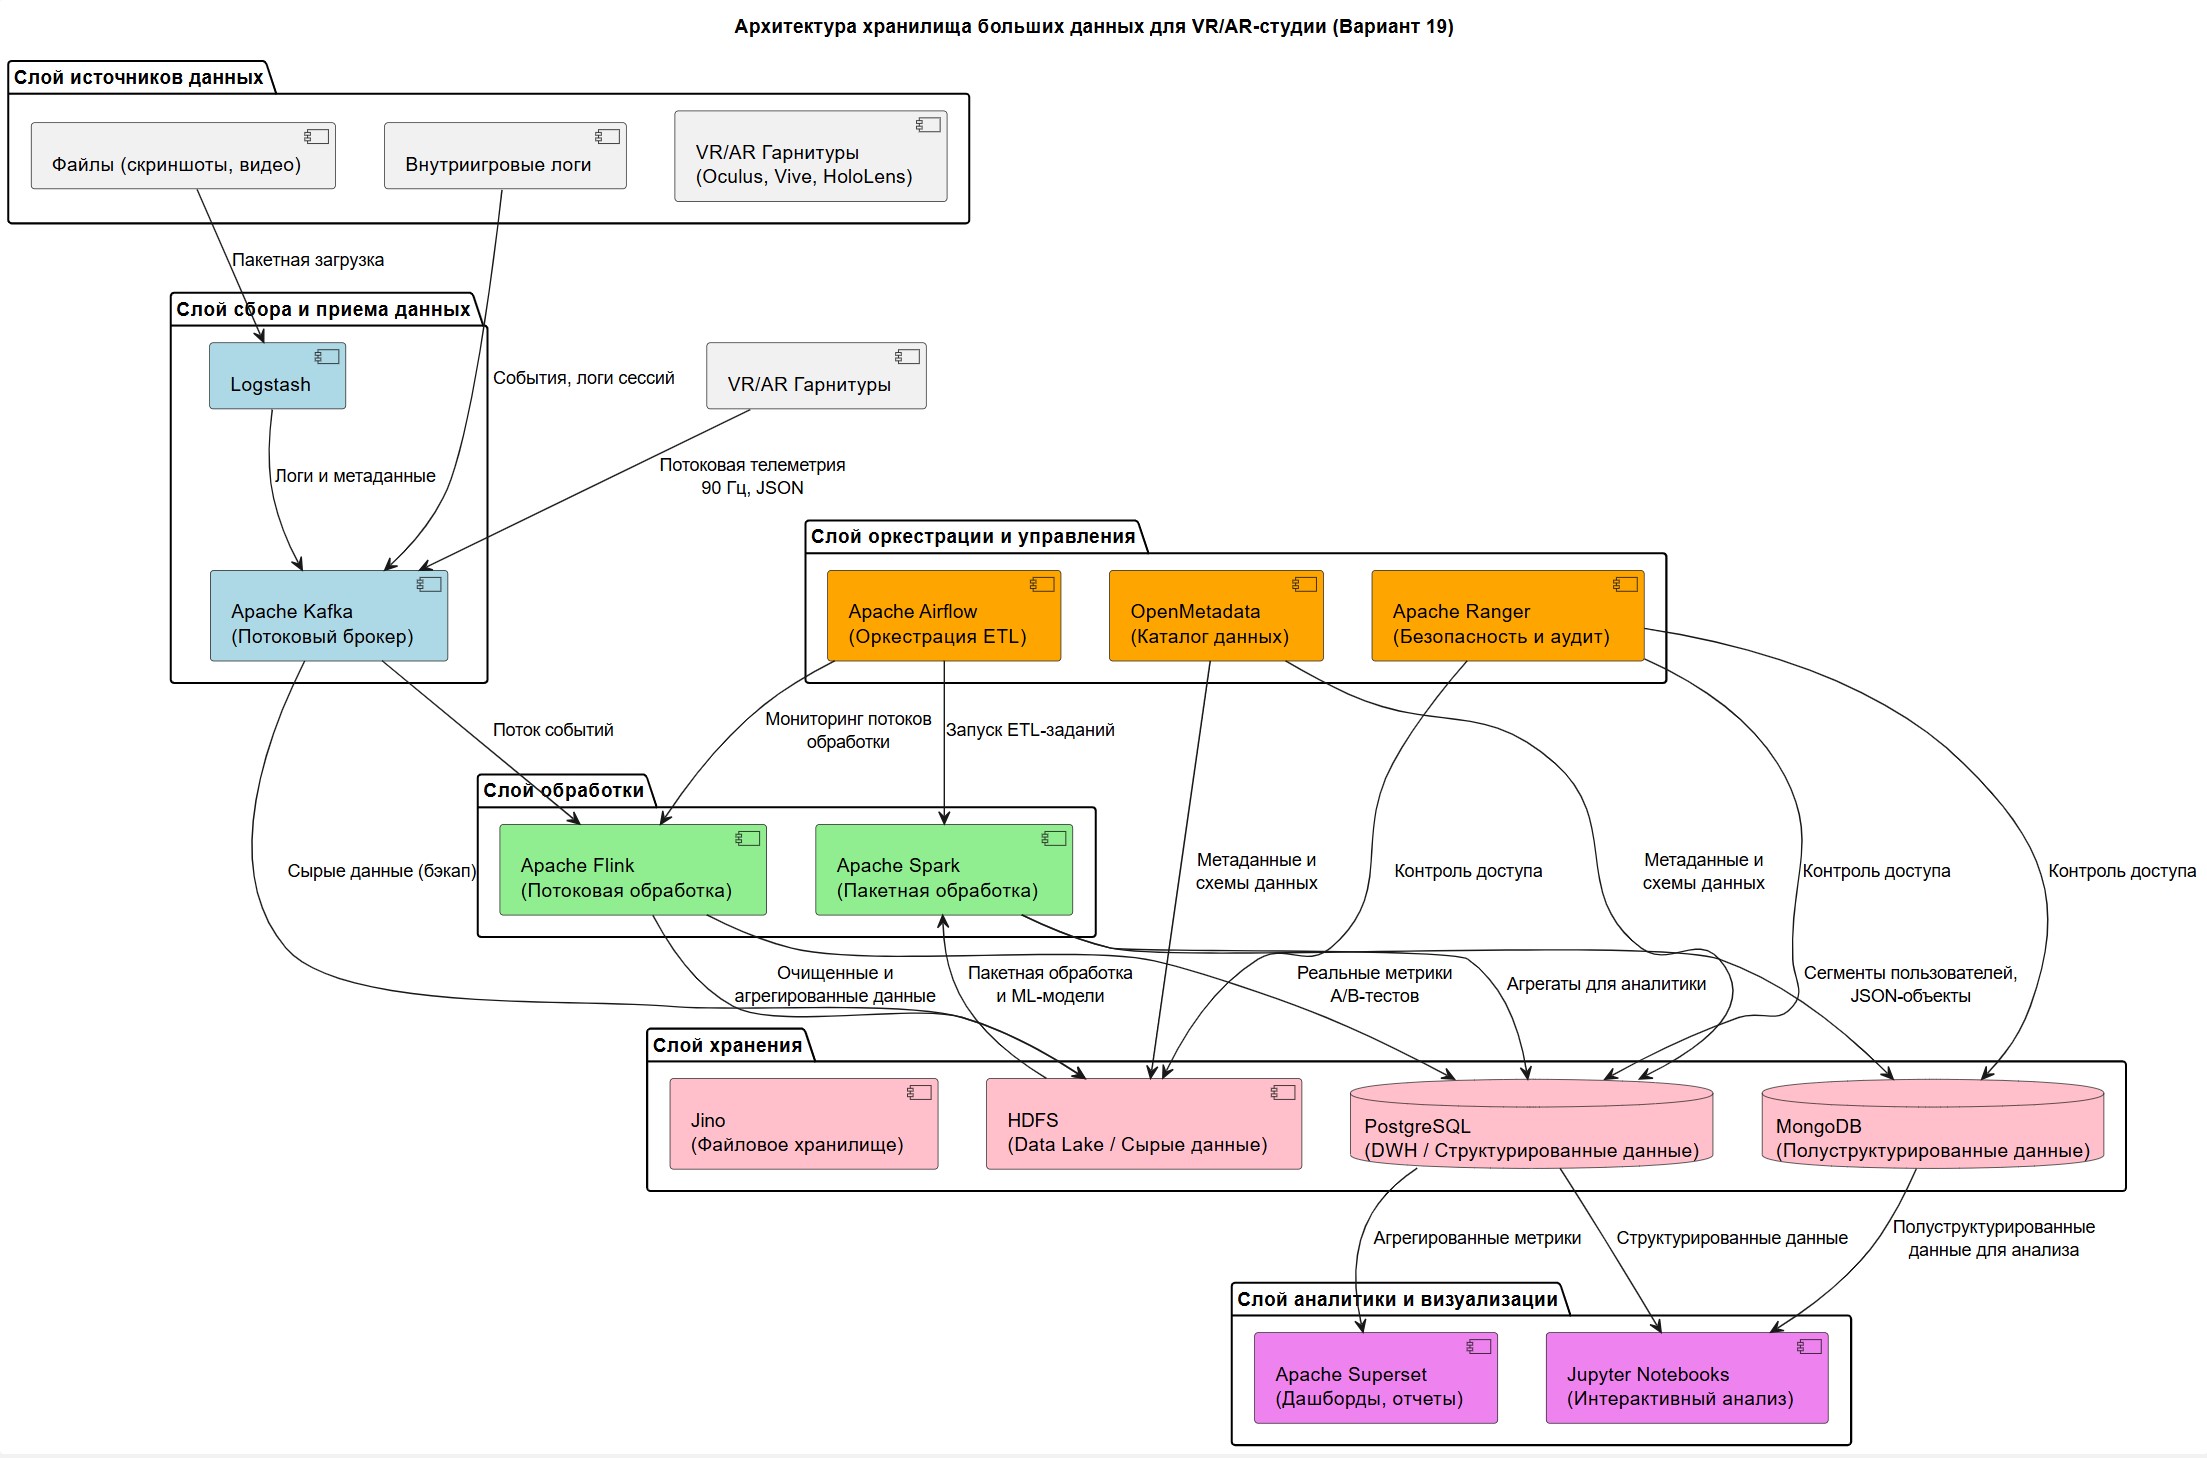 Архитектура хранилища больших данных для VR/AR-студии (Вариант 19)
Слой источников данных
Файлы (скриншоты, видео)
Внутриигровые логи
VR/AR Гарнитуры
(Oculus, Vive, HoloLens)
Пакетная загрузка
Слой сбора и приема данных
Logstash
События, логи сессий
VR/AR Гарнитуры
Логи и метаданные
Потоковая телеметрия
90 Гц, JSON
Apache Kafka
(Потоковый брокер)
Слой оркестрации и управления
Apache Airflow
(Оркестрация ETL)
OpenMetadata
(Каталог данных)
Apache Ranger
(Безопасность и аудит)
Поток событий
Мониторинг потоков
обработки
Запуск ETL-заданий
Слой обработки
Apache Flink
(Потоковая обработка)
Apache Spark
(Пакетная обработка)
Сырые данные (бэкап)
Метаданные и
схемы данных
Контроль доступа
Метаданные и
схемы данных
Контроль доступа
Контроль доступа
Очищенные и
агрегированные данные
Пакетная обработка
и ML-модели
Реальные метрики
A/B-тестов
Агрегаты для аналитики
Сегменты пользователей,
JSON-объекты
Слой хранения
Jino
(Файловое хранилище)
HDFS
(Data Lake / Сырые данные)
PostgreSQL
(DWH / Структурированные данные)
MongoDB
(Полуструктурированные данные)
Агрегированные метрики
Структурированные данные
Полуструктурированные
данные для анализа
Слой аналитики и визуализации
Apache Superset
(Дашборды, отчеты)
Jupyter Notebooks
(Интерактивный анализ)